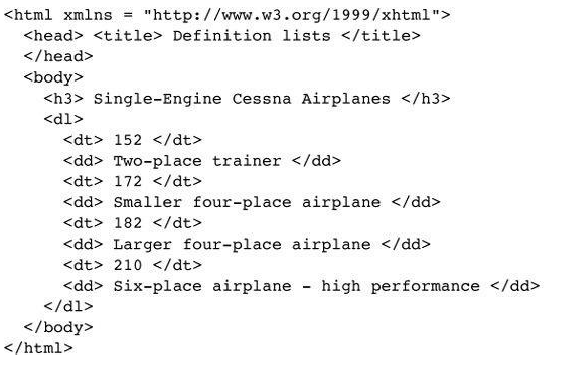 <html xmlns = "http://www.w3.org/1999/xhtml">
<head> <title> Definition lists </title>
</head>
<body>
<h3> Single-Engine Cessna Airplanes </h3>
<dl>
<dt> 152 </dt>
<dd> Two-place trainer </dd>
<dt> 172 </dt>
<dd> Smaller four-place airplane </dd>
<dt> 182 </dt>
<dd> Larger four-place airplane </dd>
<dt> 210 </dt>
<dd> Six-place airplane - high performance </dd>
</dl>
</body>
</html>